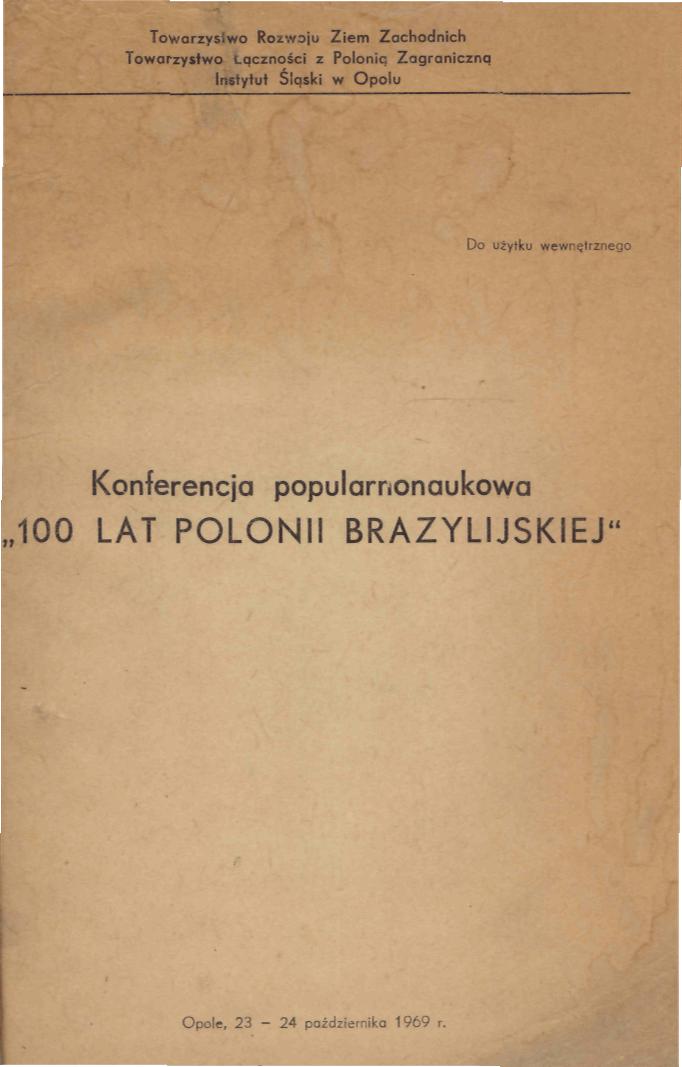 Towarzystwo Rozwoju Ziem Zachodnich
Towarzystwo Łączności z Polonią Zagraniczną
Instytut Śląski w Opolu
Do użytku wewnętrznego
Konferencja popularnonaukowa
„100 LAT POLONII BRAZYLIJSKIEJ“
Opole, 23 – 24 października 1969 r.